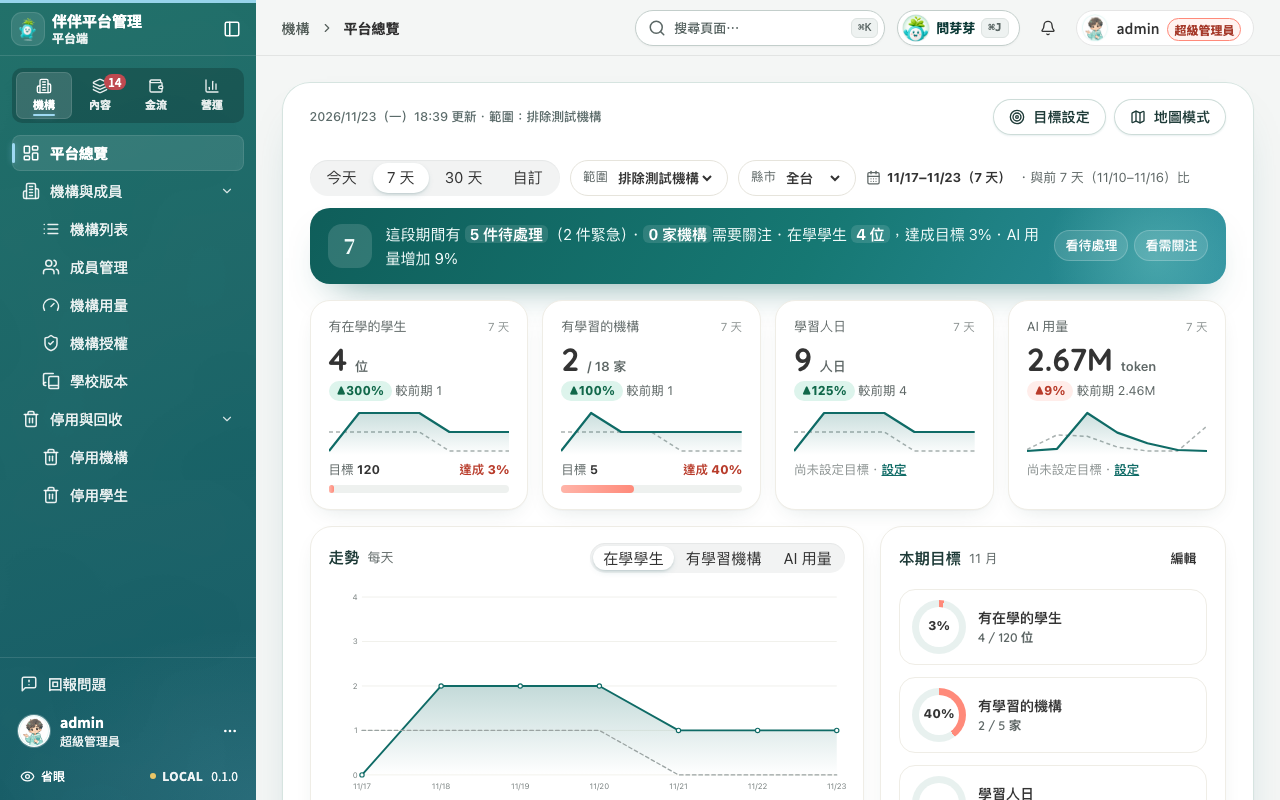 伴伴平台管理
平台端
機構
內容
14
金流
營運
平台總覽
機構與成員
機構列表
成員管理
機構用量
機構授權
學校版本
停用與回收
停用機構
停用學生
回報問題
admin
超級管理員
省眼
LOCAL 0.1.0
機構 > 平台總覽
搜尋頁面… ⌘K
問芽芽 ⌘J
admin 超級管理員
2026/11/23（一）18:39 更新 · 範圍：排除測試機構
目標設定
地圖模式
今天 7 天 30 天 自訂
範圍 排除測試機構
縣市 全台
11/17–11/23（7 天） · 與前 7 天（11/10–11/16）比
7
這段期間有 5 件待處理（2 件緊急）· 0 家機構需要關注 · 在學學生 4 位，達成目標 3% · AI 用
量增加 9%
看待處理
看需關注
有在學的學生 7 天
4 位
▲300% 較前期 1
目標 120 達成 3%
有學習的機構 7 天
2 / 18 家
▲100% 較前期 1
目標 5 達成 40%
學習人日 7 天
9 人日
▲125% 較前期 4
尚未設定目標 · 設定
AI 用量 7 天
2.67M token
▲9% 較前期 2.46M
尚未設定目標 · 設定
走勢 每天
在學學生 有學習機構 AI 用量
4
3
2
1
0
11/17 11/18 11/19 11/20 11/21 11/22 11/23
本期目標 11 月 編輯
3%
有在學的學生
4 / 120 位
40%
有學習的機構
2 / 5 家
學習人日